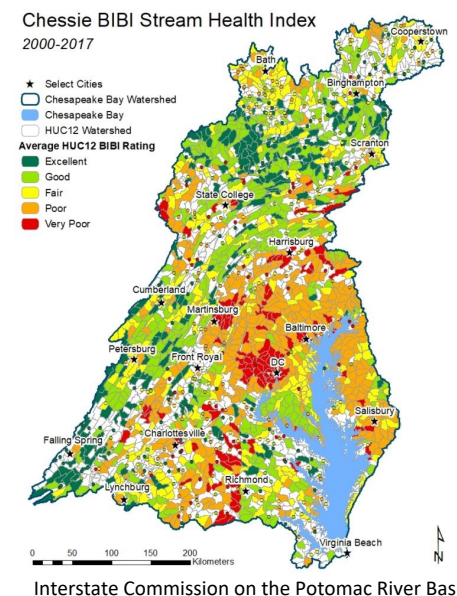 Chessie BIBI Stream Health Index
2000-2017
Select Cities
Chesapeake Bay Watershed
Chesapeake Bay
HUC12 Watershed
Average HUC12 BIBI Rating
Excellent
Good
Fair
Poor
Very Poor
Cooperstown
Bath
Binghampton
Scranton
State College
Harrisburg
Cumberland
Martinsburg
Baltimore
Petersburg
Front Royal
DC
Salisbury
Falling Spring
Charlottesville
Lynchburg
Richmond
Virginia Beach
0 50 100 150 200
Kilometers
N
Interstate Commission on the Potomac River Bas